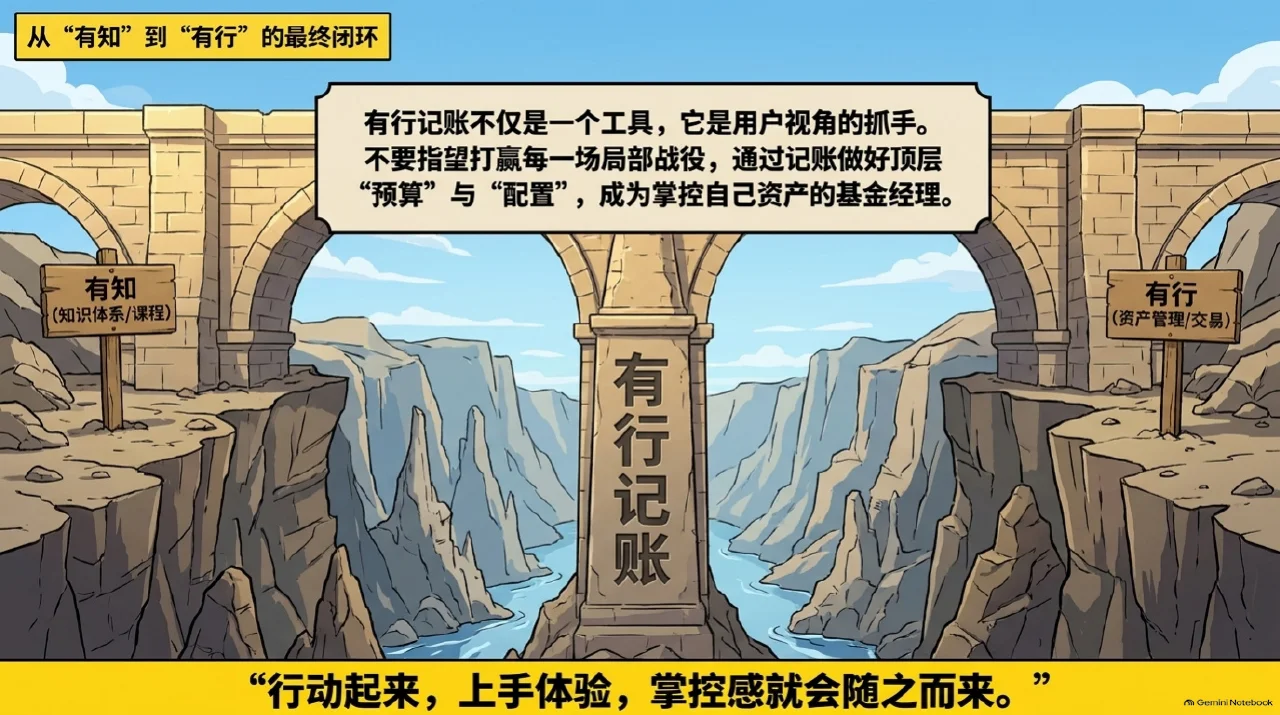 从“有知”到“有行”的最终闭环
有行记账不仅是一个工具，它是用户视角的抓手。
不要指望打赢每一场局部战役，通过记账做好顶层
“预算”与“配置”，成为掌控自己资产的基金经理。
有知
(知识体系/课程)
有行
(资产管理/交易)
有行记账
“行动起来，上手体验，掌控感就会随之而来。”
Gemini Notebook